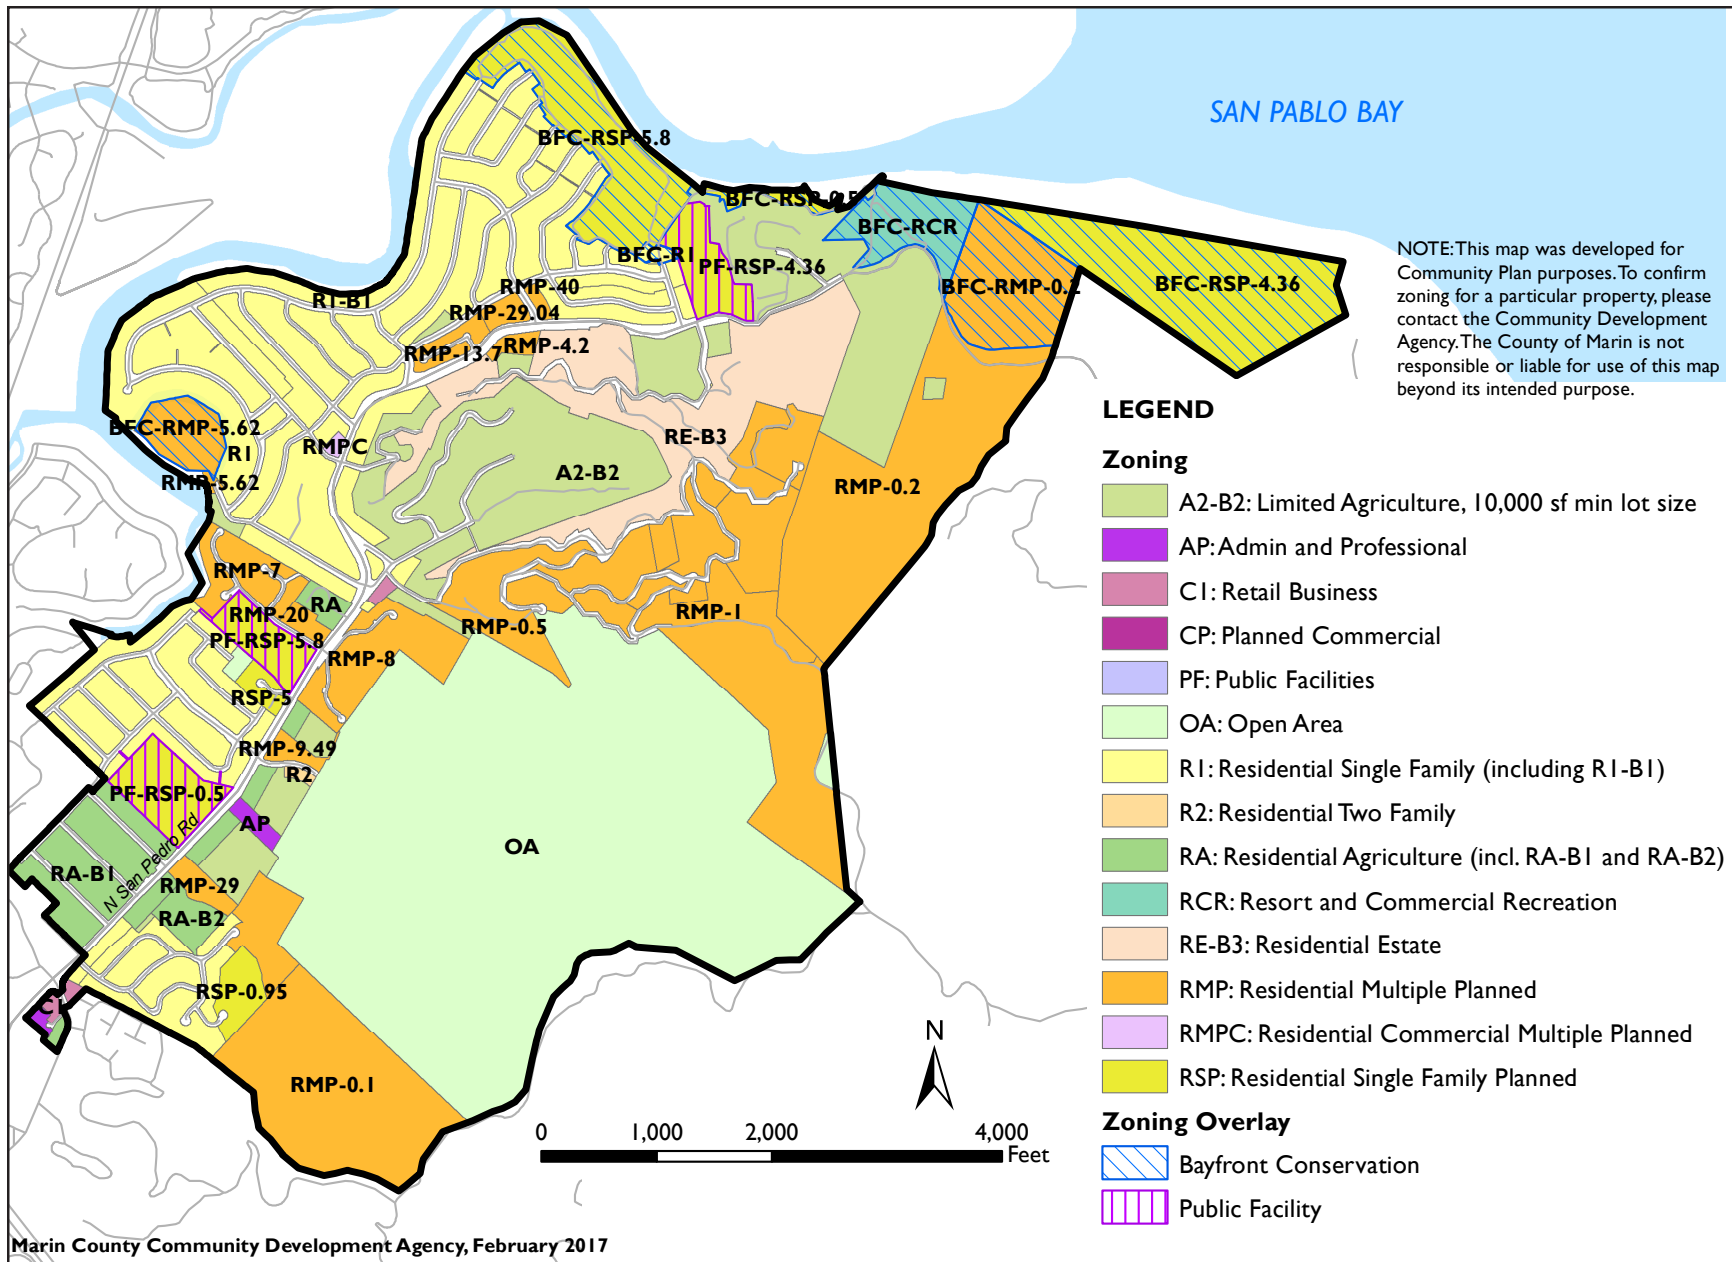 SAN PABLO BAY
NOTE: This map was developed for
Community Plan purposes. To confirm
zoning for a particular property, please
contact the Community Development
Agency. The County of Marin is not
responsible or liable for use of this map
beyond its intended purpose.
BFC-RSP-5.8
BFC-RSP-0.5
BFC-RCR
BFC-R1
PF-RSP-4.36
BFC-RMP-0.2
BFC-RSP-4.36
RMP-40
R1-B1
RMP-29.04
RMP-13.7
RMP-4.2
BFC-RMP-5.62
R1
RMPC
RE-B3
A2-B2
RMP-5.62
RMP-0.2
RMP-7
RA
RMP-20
RMP-1
RMP-0.5
PF-RSP-5.8
RMP-8
RSP-5
RMP-9.49
R2
PF-RSP-0.5
AP
OA
N San Pedro Rd
RA-B1
RMP-29
RA-B2
RSP-0.95
C1
RMP-0.1
LEGEND
Zoning
A2-B2: Limited Agriculture, 10,000 sf min lot size
AP: Admin and Professional
C1: Retail Business
CP: Planned Commercial
PF: Public Facilities
OA: Open Area
R1: Residential Single Family (including R1-B1)
R2: Residential Two Family
RA: Residential Agriculture (incl. RA-B1 and RA-B2)
RCR: Resort and Commercial Recreation
RE-B3: Residential Estate
RMP: Residential Multiple Planned
RMPC: Residential Commercial Multiple Planned
RSP: Residential Single Family Planned
Zoning Overlay
Bayfront Conservation
Public Facility
N
0 1,000 2,000 4,000
Feet
Marin County Community Development Agency, February 2017